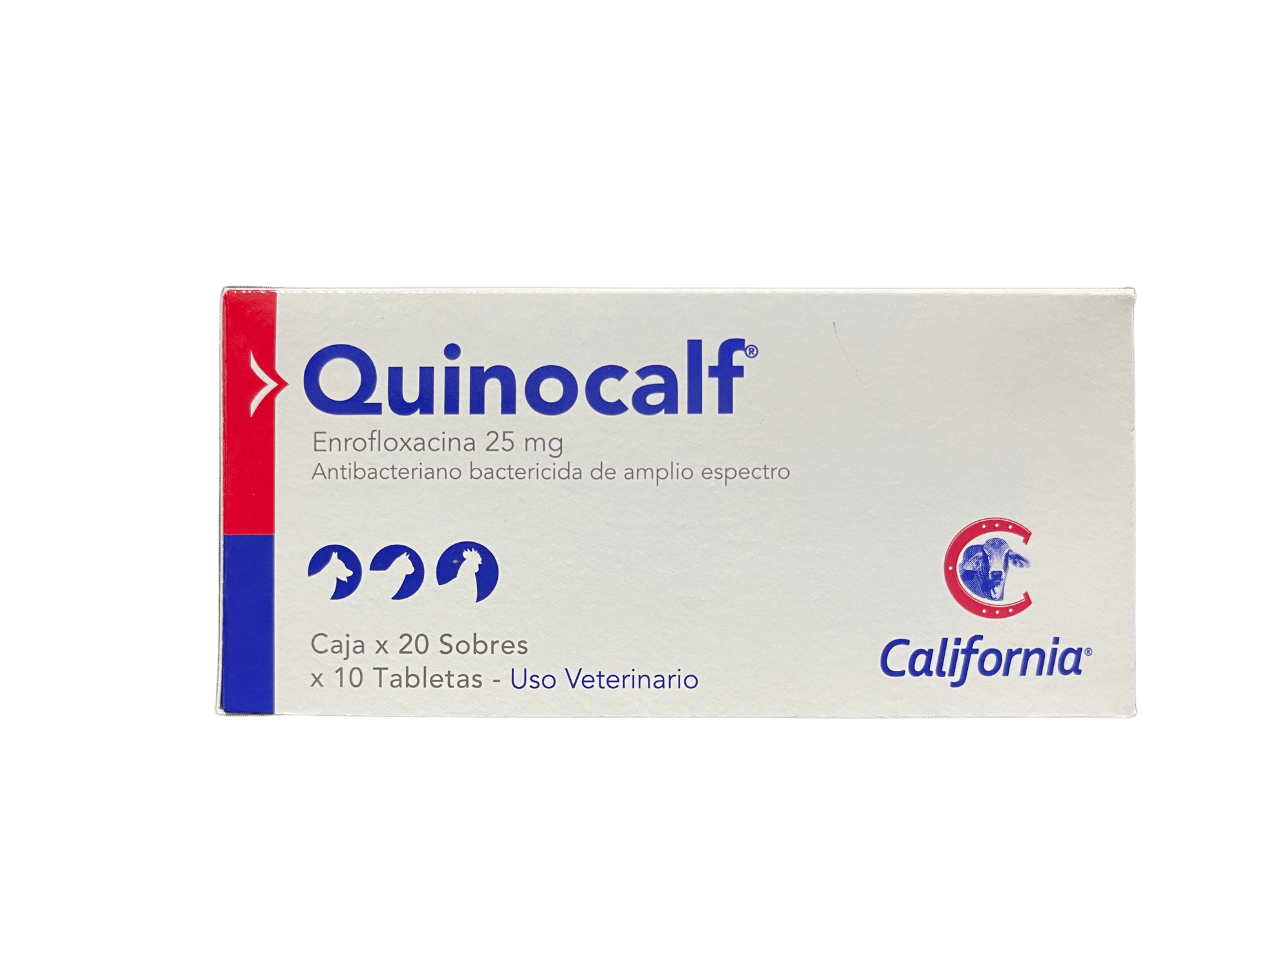 Quinocalf®
Enrofloxacina 25 mg
Antibacteriano bactericida de amplio espectro
Caja x 20 Sobres
x 10 Tabletas - Uso Veterinario
California®